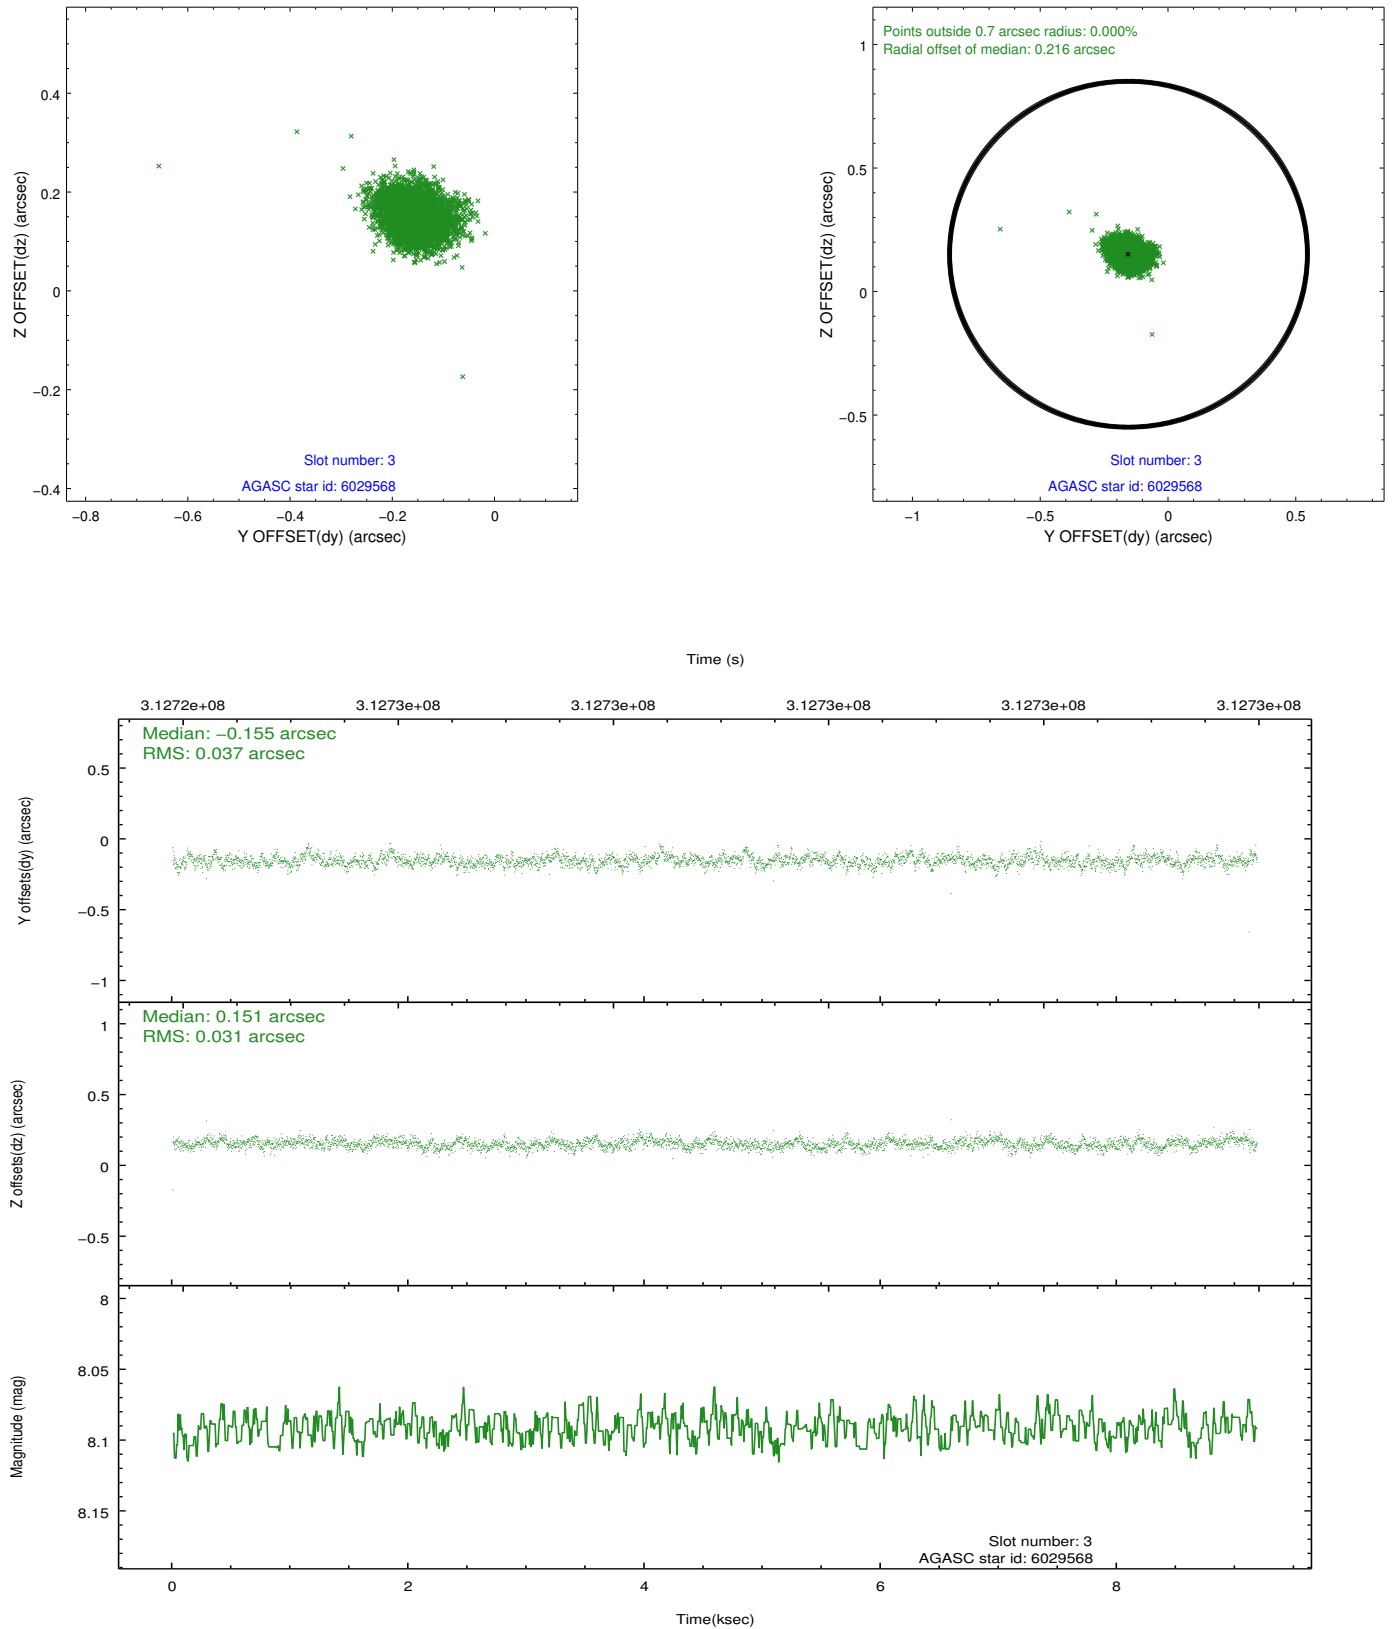 0.4
0.2
0
−0.2
−0.4
Z OFFSET(dz) (arcsec)
Slot number: 3
AGASC star id: 6029568
−0.8 −0.6 −0.4 −0.2 0
Y OFFSET(dy) (arcsec)
Points outside 0.7 arcsec radius: 0.000%
Radial offset of median: 0.216 arcsec
1
0.5
0
−0.5
Z OFFSET(dz) (arcsec)
Slot number: 3
AGASC star id: 6029568
−1 −0.5 0 0.5
Y OFFSET(dy) (arcsec)
Time (s)
3.1272e+08 3.1273e+08 3.1273e+08 3.1273e+08 3.1273e+08 3.1273e+08
Median: −0.155 arcsec
RMS: 0.037 arcsec
0.5
0
−0.5
−1
Y offsets(dy) (arcsec)
Median: 0.151 arcsec
RMS: 0.031 arcsec
1
0.5
0
−0.5
Z offsets(dz) (arcsec)
8
8.05
8.1
8.15
Magnitude (mag)
Slot number: 3
AGASC star id: 6029568
0 2 4 6 8
Time(ksec)